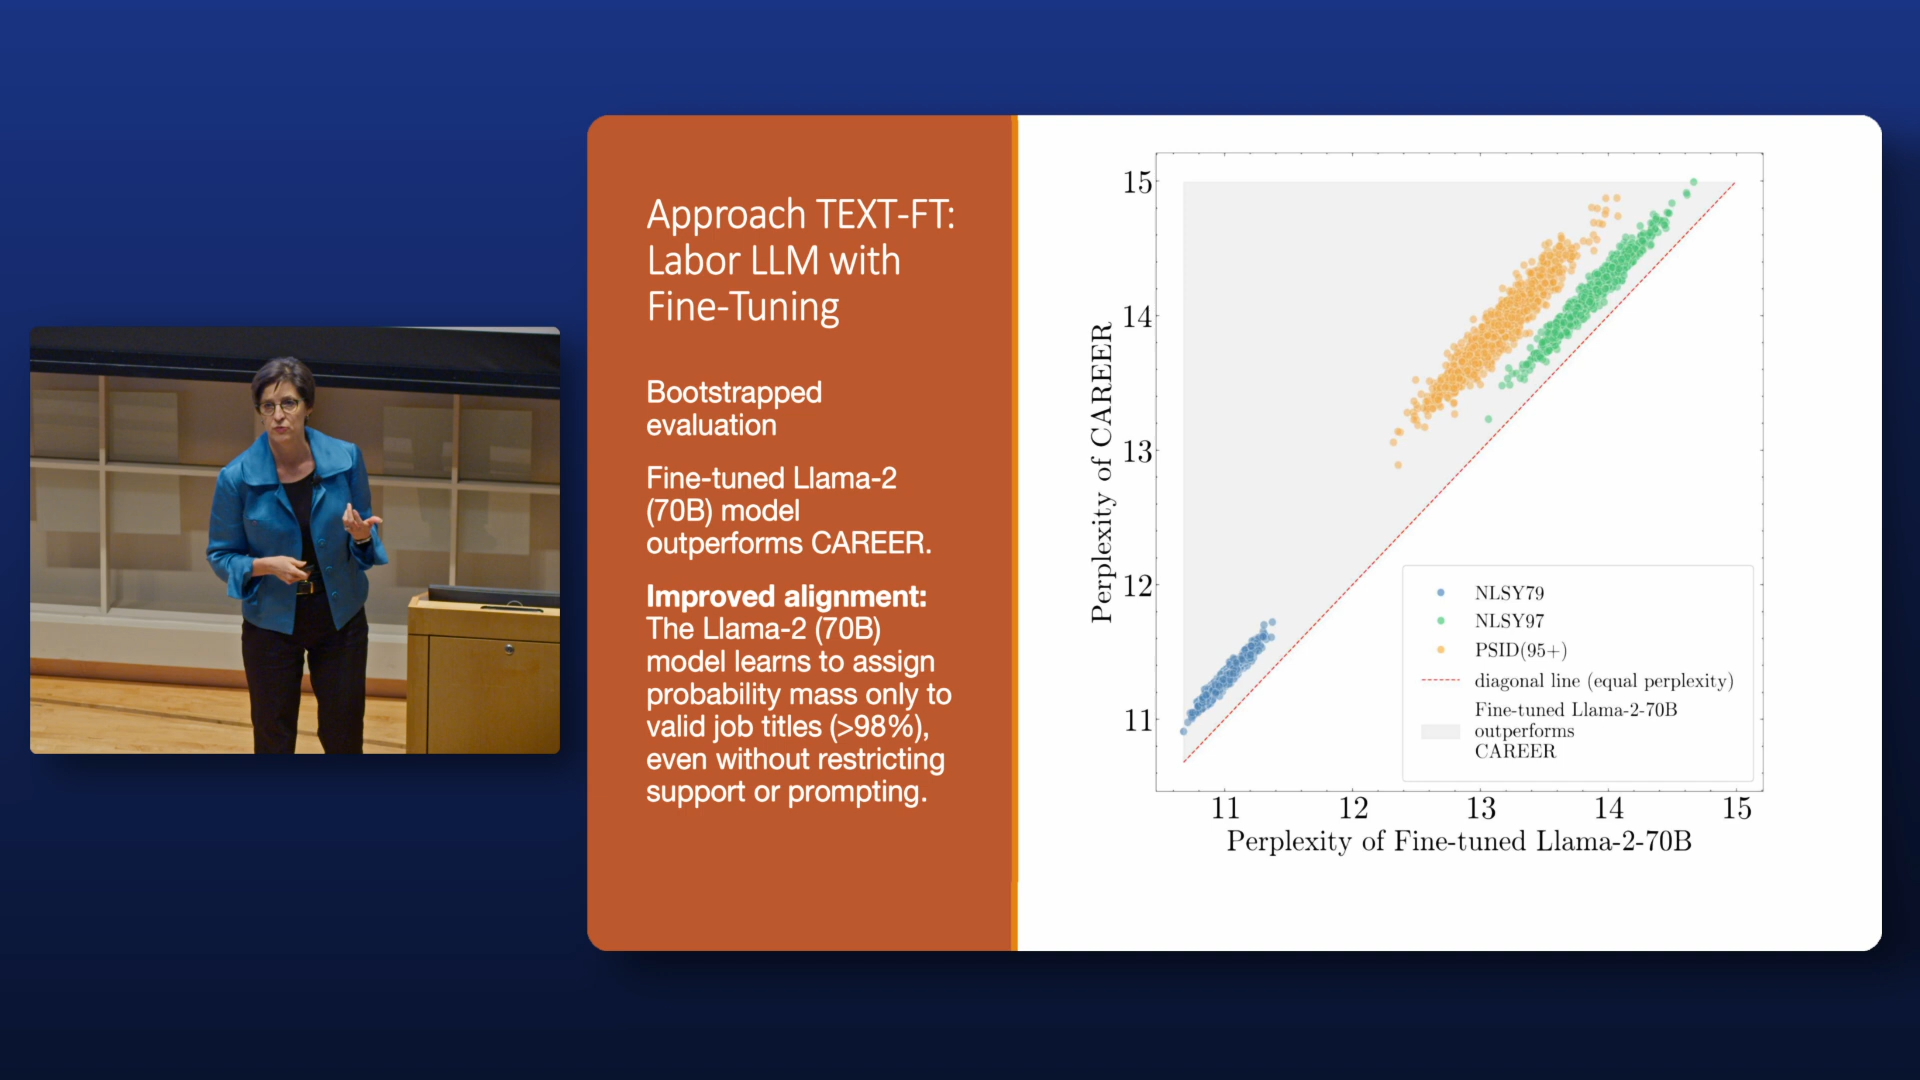 Approach TEXT-FT:
Labor LLM with
Fine-Tuning
Bootstrapped
evaluation
Fine-tuned Llama-2
(70B) model
outperforms CAREER.
Improved alignment:
The Llama-2 (70B)
model learns to assign
probability mass only to
valid job titles (>98%),
even without restricting
support or prompting.
Perplexity of CAREER
15
14
13
12
11
NLSY79
NLSY97
PSID(95+)
diagonal line (equal perplexity)
Fine-tuned Llama-2-70B
outperforms
CAREER
11 12 13 14 15
Perplexity of Fine-tuned Llama-2-70B